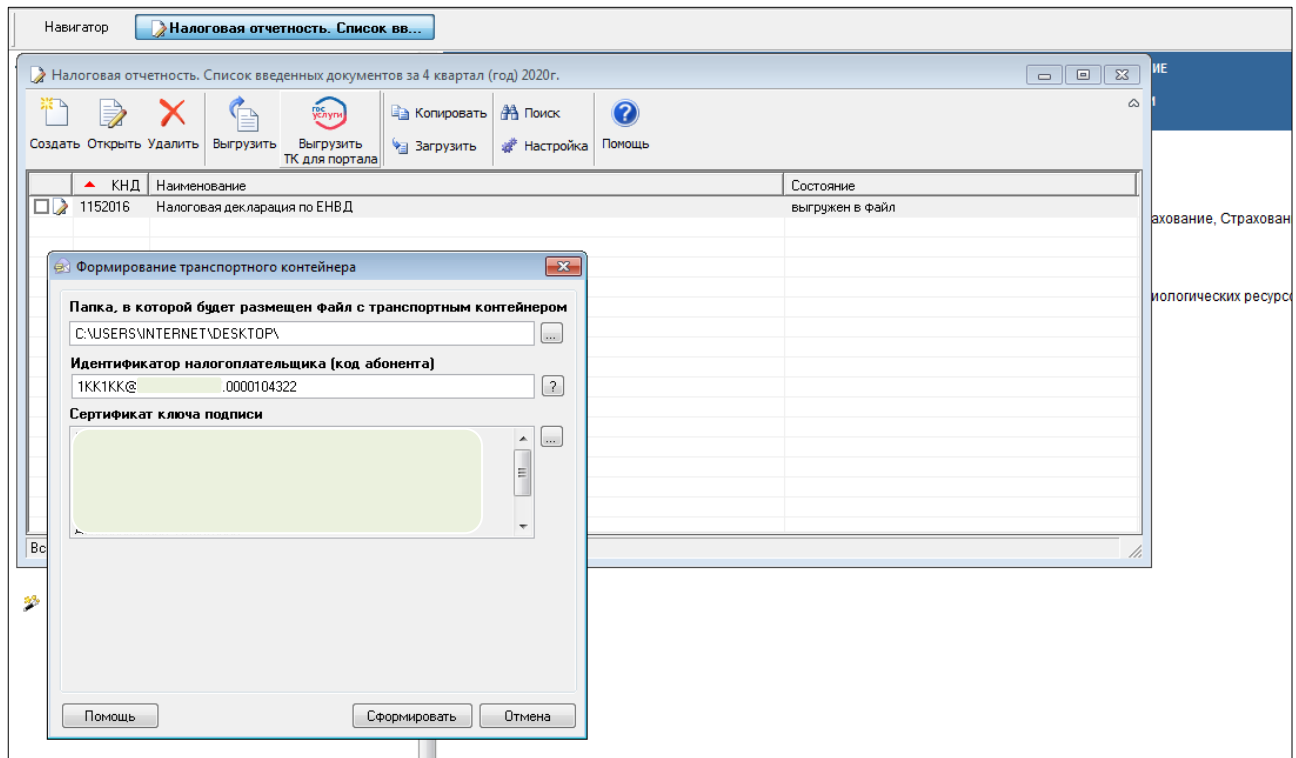 Навигатор
Налоговая отчетность. Список вв...
Налоговая отчетность. Список введенных документов за 4 квартал (год) 2020г.
ИЕ
Создать Открыть Удалить Выгрузить
гос услуги
Выгрузить ТК для портала
Копировать Поиск
Загрузить Настройка
Помощь
КНД Наименование Состояние
1152016 Налоговая декларация по ЕНВД выгружен в файл
ахование, Страхован
Формирование транспортного контейнера
иологических ресурсо
Папка, в которой будет размещен файл с транспортным контейнером
C:\USERS\INTERNET\DESKTOP\
...
Идентификатор налогоплательщика (код абонента)
1KK1KK@ .0000104322
?
Сертификат ключа подписи
...
Вс
Помощь Сформировать Отмена